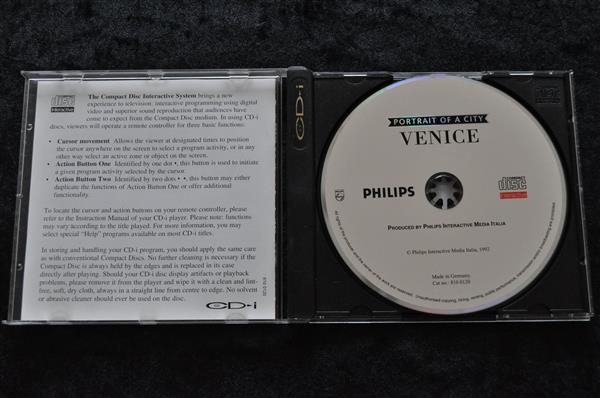 COMPACT
disc
Interactive
The Compact Disc Interactive System brings a new
experience to television: interactive programming using digital
video and superior sound reproduction that audiences have
come to expect from the Compact Disc medium. In using CD-i
discs, viewers will operate a remote controller for three basic functions:
• Cursor movement Allows the viewer at designated times to position
the cursor anywhere on the screen to select a program activity, or in any
other way select an active zone or object on the screen.
• Action Button One Identified by one dot •, this button is used to initiate
a given program activity selected by the cursor.
• Action Button Two Identified by two dots • •, this button may either
duplicate the functions of Action Button One or offer additional
functionality.
To locate the cursor and action buttons on your remote controller, please
refer to the Instruction Manual of your CD-i player. Please note: functions
may vary according to the title played. For more information, you may
select special "Help" programs available on most CD-i titles.
In storing and handling your CD-i program, you should apply the same care
as with conventional Compact Discs. No further cleaning is necessary if the
Compact Disc is always held by the edges and is replaced in its case
directly after playing. Should your CD-i disc display artifacts or playback
problems, please remove it from the player and wipe it with a clean and lint-
free, soft, dry cloth, always in a straight line from centre to edge. No solvent
or abrasive cleaner should ever be used on the disc.
CD-i
CD-i
PORTRAIT OF A CITY
VENICE
PHILIPS
COMPACT
disc
Interactive
PRODUCED BY PHILIPS INTERACTIVE MEDIA ITALIA
© Philips Interactive Media Italia, 1992
Made in Germany
Cat no.: 810 0120